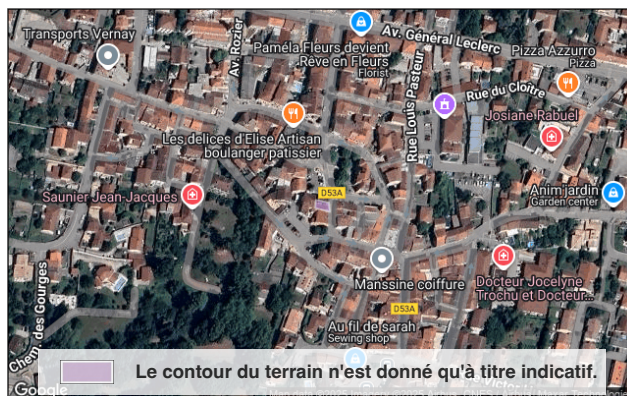 Transports Vernay
Av. Rozier
Paméla Fleurs devient
Rêve en Fleurs
Florist
Av. Général Leclerc
Pizza Azzurro
Pizza
Rue Louis Pasteur
Rue du Cloître
Josiane Rabuel
Les delices d'Elise Artisan
boulanger patissier
Saunier Jean-Jacques
D53A
Anim'jardin
Garden center
Manssine coiffure
Docteur Jocelyne
Trochu et Docteur...
D53A
Au fil de sarah
Sewing shop
Chem. des Gourges
Le contour du terrain n'est donné qu'à titre indicatif.
Google